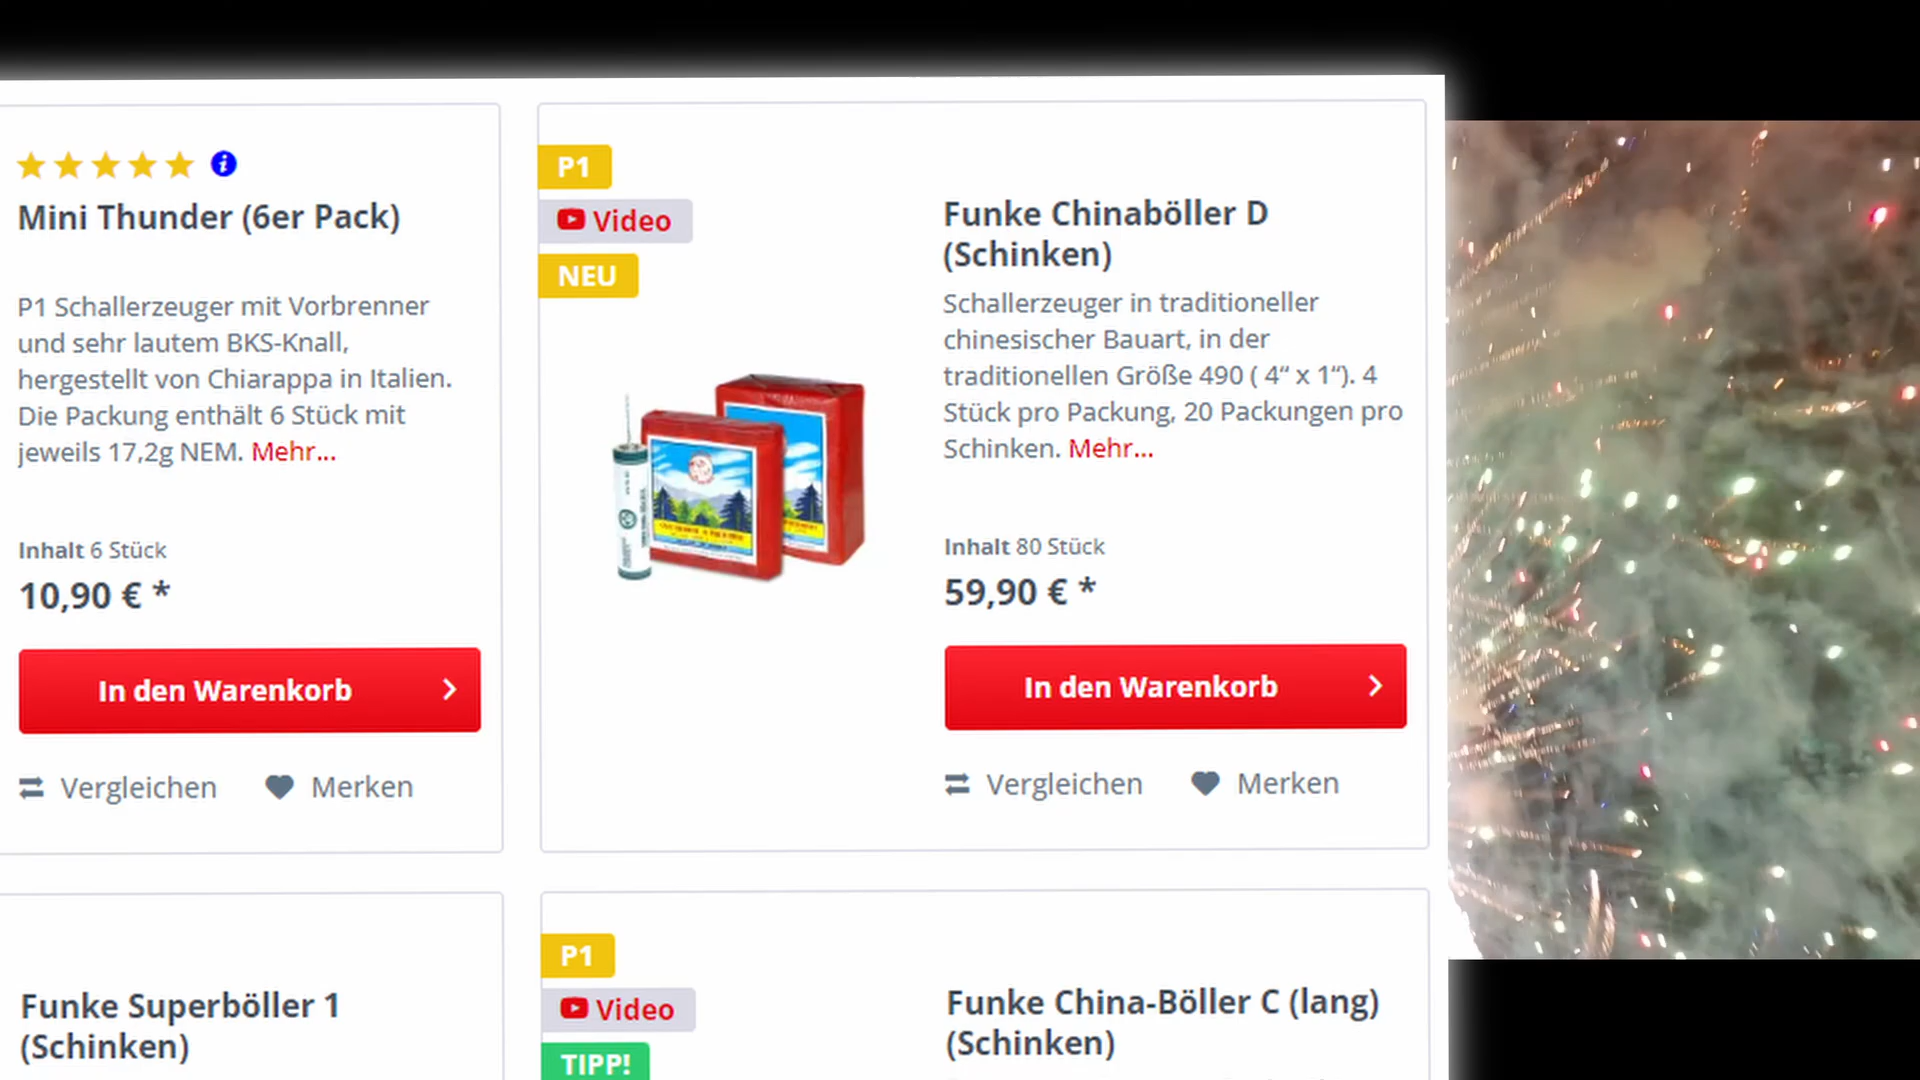 Mini Thunder (6er Pack)
P1 Schallerzeuger mit Vorbrenner
und sehr lautem BKS-Knall,
hergestellt von Chiarappa in Italien.
Die Packung enthält 6 Stück mit
jeweils 17,2g NEM. Mehr...
Inhalt 6 Stück
10,90 € *
In den Warenkorb
Vergleichen
Merken
P1
Video
NEU
Funke Chinaböller D
(Schinken)
Schallerzeuger in traditioneller
chinesischer Bauart, in der
traditionellen Größe 490 ( 4“ x 1“). 4
Stück pro Packung, 20 Packungen pro
Schinken. Mehr...
Inhalt 80 Stück
59,90 € *
In den Warenkorb
Vergleichen
Merken
Funke Superböller 1
(Schinken)
P1
Video
TIPP!
Funke China-Böller C (lang)
(Schinken)